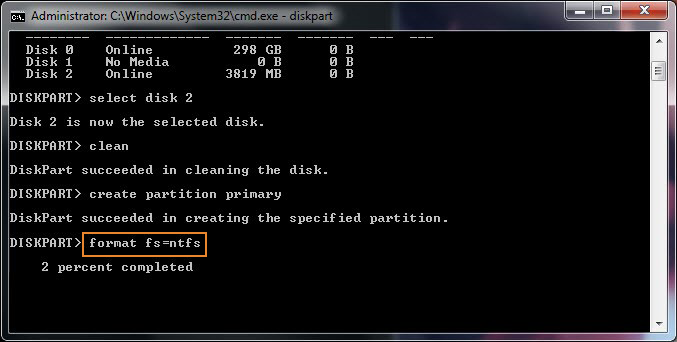 Administrator: C:\Windows\System32\cmd.exe - diskpart
-------- ------------- ------- ------- --- ---
Disk 0 Online 298 GB 0 B
Disk 1 No Media 0 B 0 B
Disk 2 Online 3819 MB 0 B
DISKPART> select disk 2
Disk 2 is now the selected disk.
DISKPART> clean
DiskPart succeeded in cleaning the disk.
DISKPART> create partition primary
DiskPart succeeded in creating the specified partition.
DISKPART> format fs=ntfs
2 percent completed